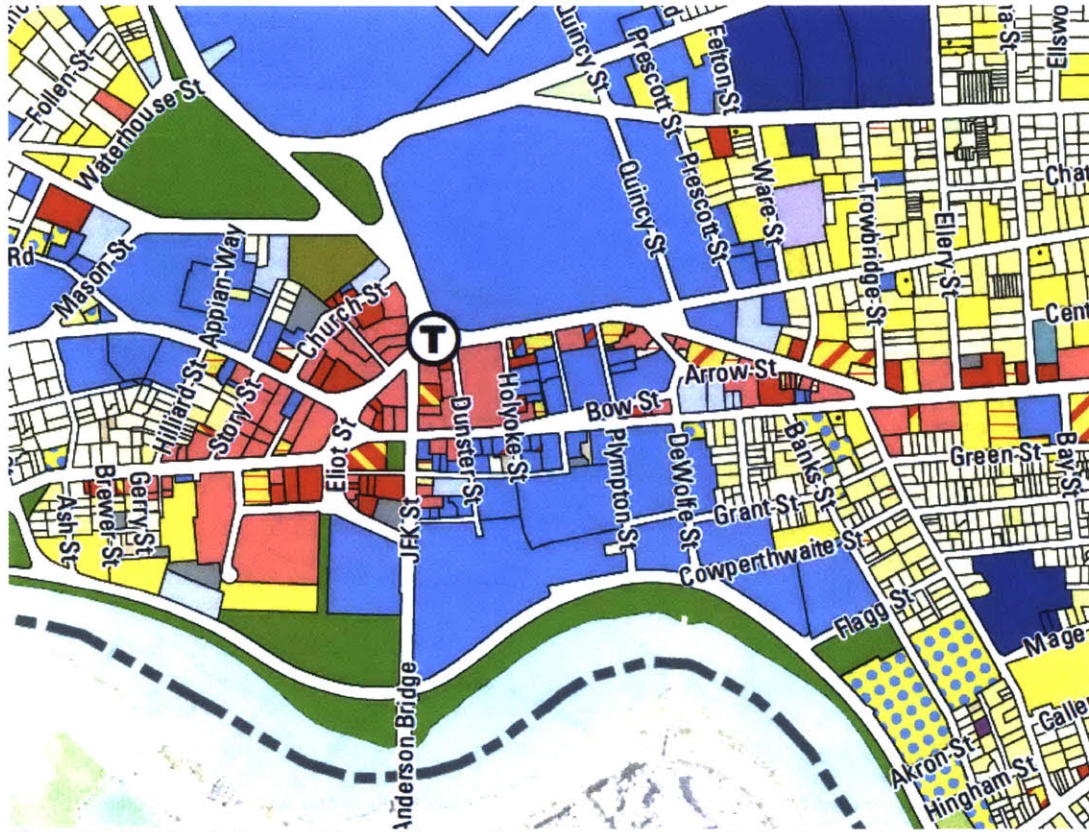 Follen St
Waterhouse St
Quincy St
Prescott St
Felton St
Ellsw
Quincy St
Prescott St
Ware St
Trowbridge St
Ellery St
Chat
Rd
Mason St
Appian Way
Church St
Hilliard St
Story St
T
Cent
Arrow St
Bow St
Holyoke St
Dunster St
Eliot St
Plympton St
DeWolfe St
Banks St
Green St
Bay St
Ash St
Brewer St
Gerry St
JFK St
Grant St
Cowperthwaite St
Flagg St
Mage
Anderson Bridge
Akron St
Hingham St
Callen